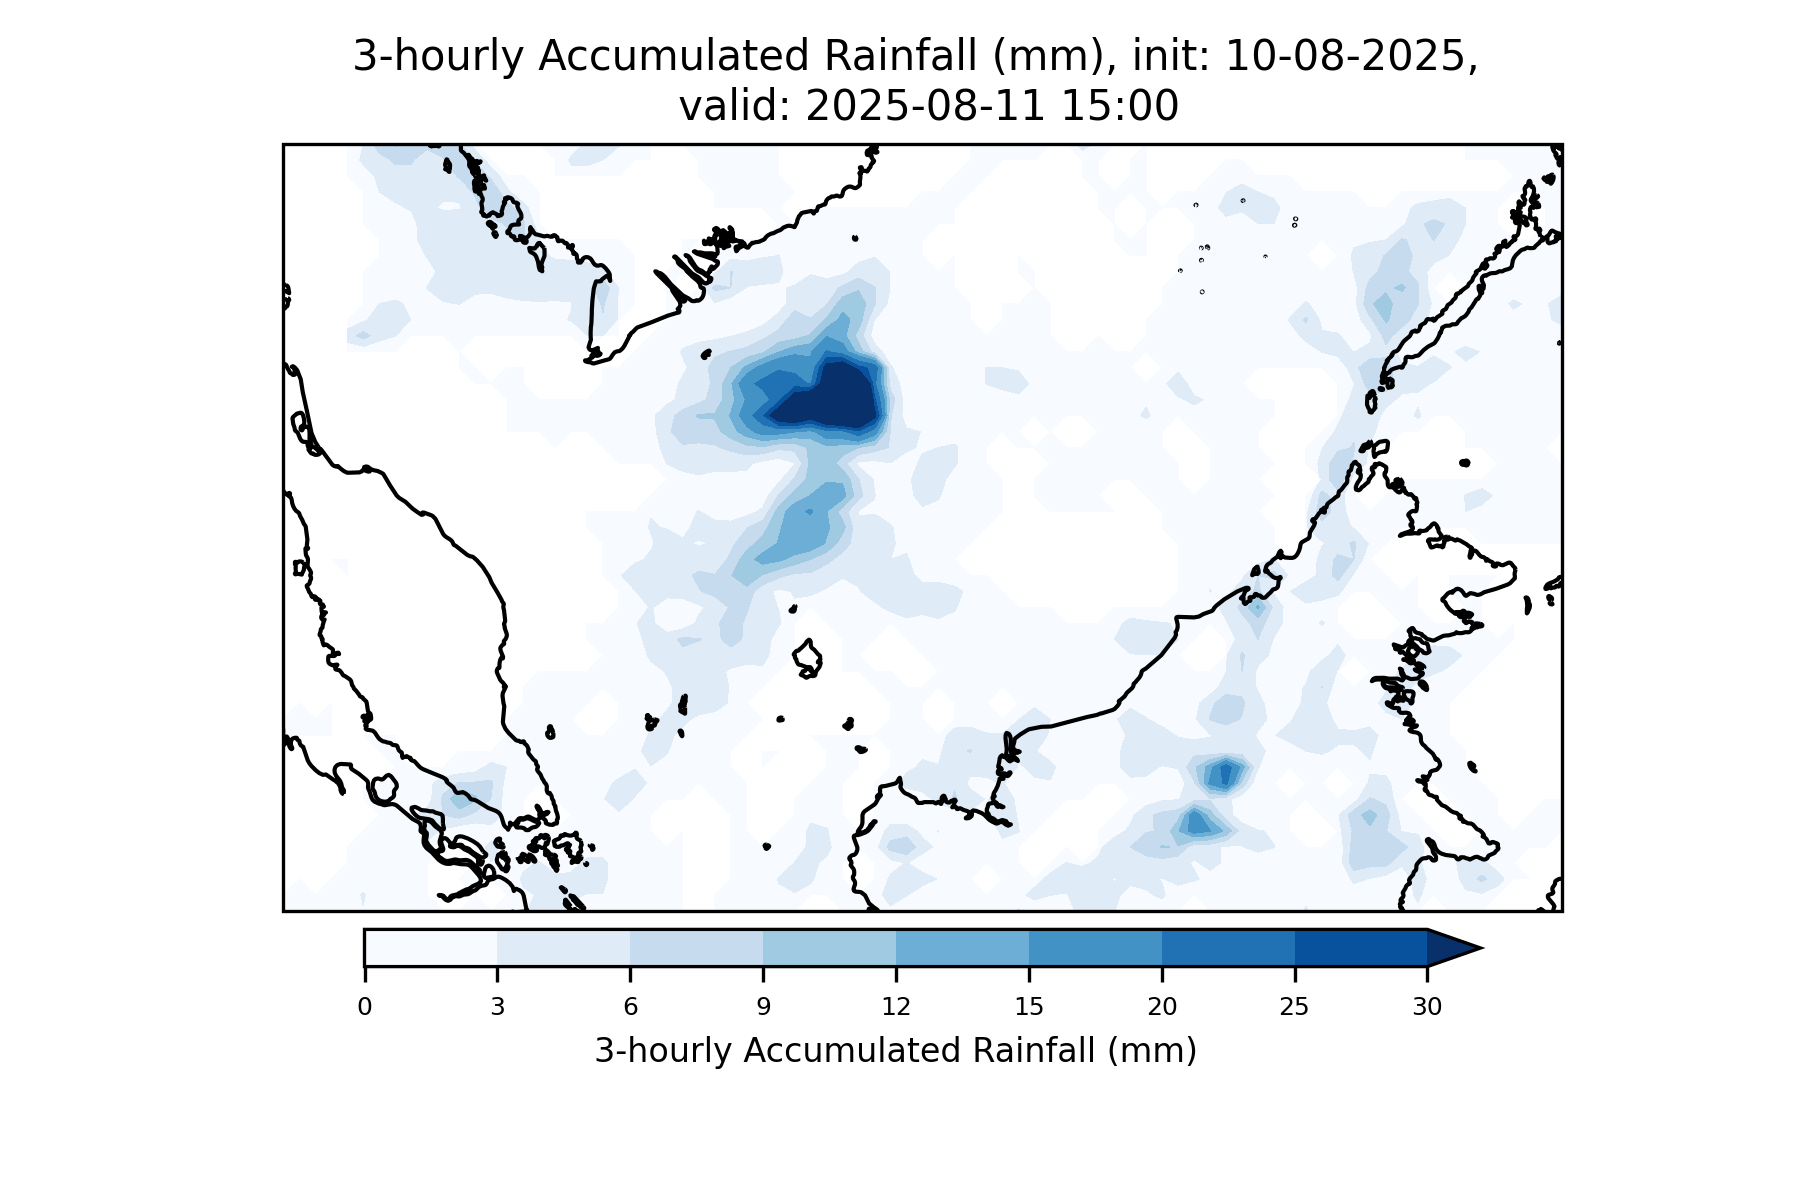 3-hourly Accumulated Rainfall (mm), init: 10-08-2025,
valid: 2025-08-11 15:00
0 3 6 9 12 15 20 25 30
3-hourly Accumulated Rainfall (mm)